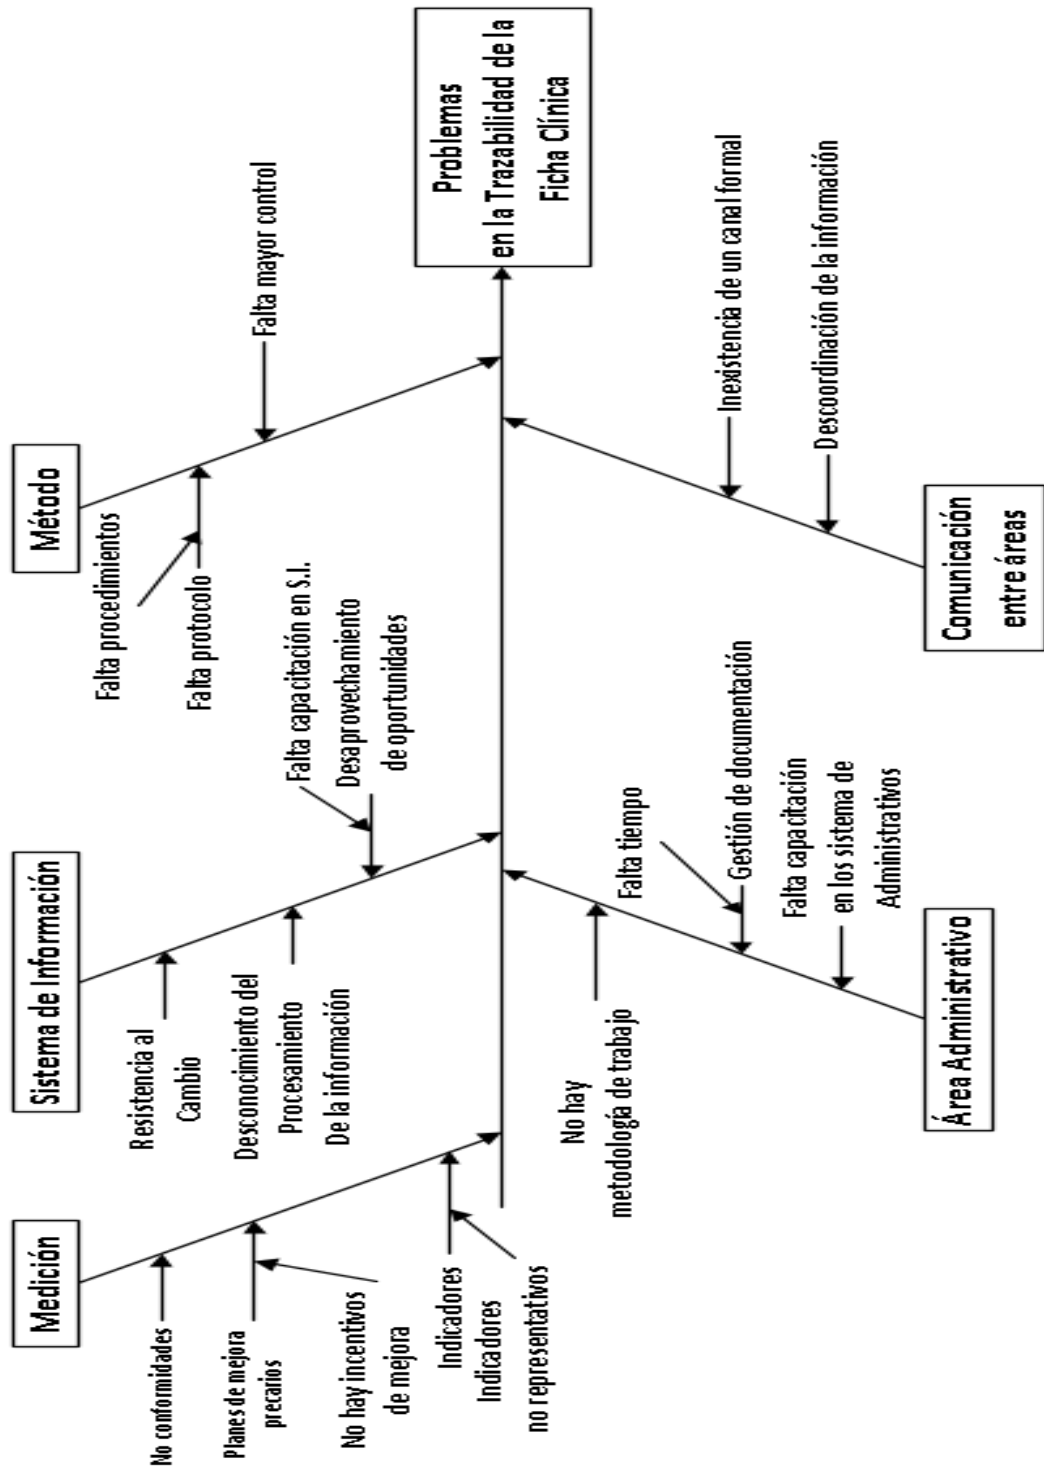 Medición
No conformidades
Planes de mejora
precarios
No hay incentivos
de mejora
Indicadores
Indicadores
no representativos
Sistema de Información
Resistencia al
Cambio
Desconocimiento del
Procesamiento
De la información
Falta capacitación en S.I.
Desaprovechamiento
de oportunidades
Método
Falta procedimientos
Falta protocolo
Falta mayor control
Problemas
en la Trazabilidad de la
Ficha Clínica
No hay
metodología de trabajo
Falta tiempo
Gestión de documentación
Falta capacitación
en los sistema de
Administrativos
Área Administrativo
Inexistencia de un canal formal
Descoordinación de la información
Comunicación
entre áreas